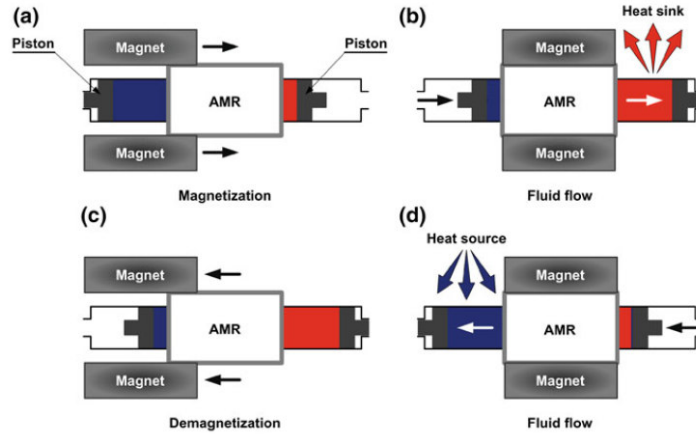 (a)
Magnet
Piston
Piston
AMR
Magnet
Magnetization
(b)
Heat sink
Magnet
AMR
Magnet
Fluid flow
(c)
Magnet
AMR
Magnet
Demagnetization
(d)
Heat source
Magnet
AMR
Magnet
Fluid flow